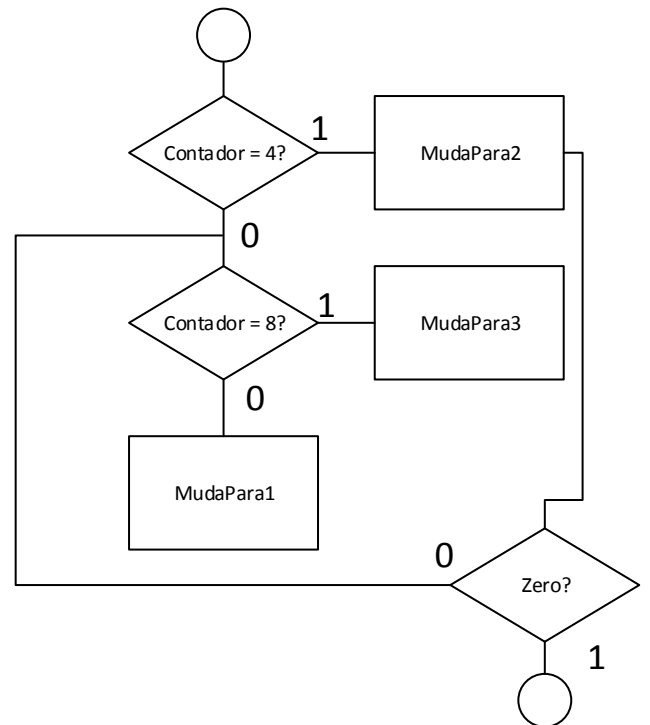 1
Contador = 4?
MudaPara2
0
1
Contador = 8?
MudaPara3
0
MudaPara1
0
Zero?
1